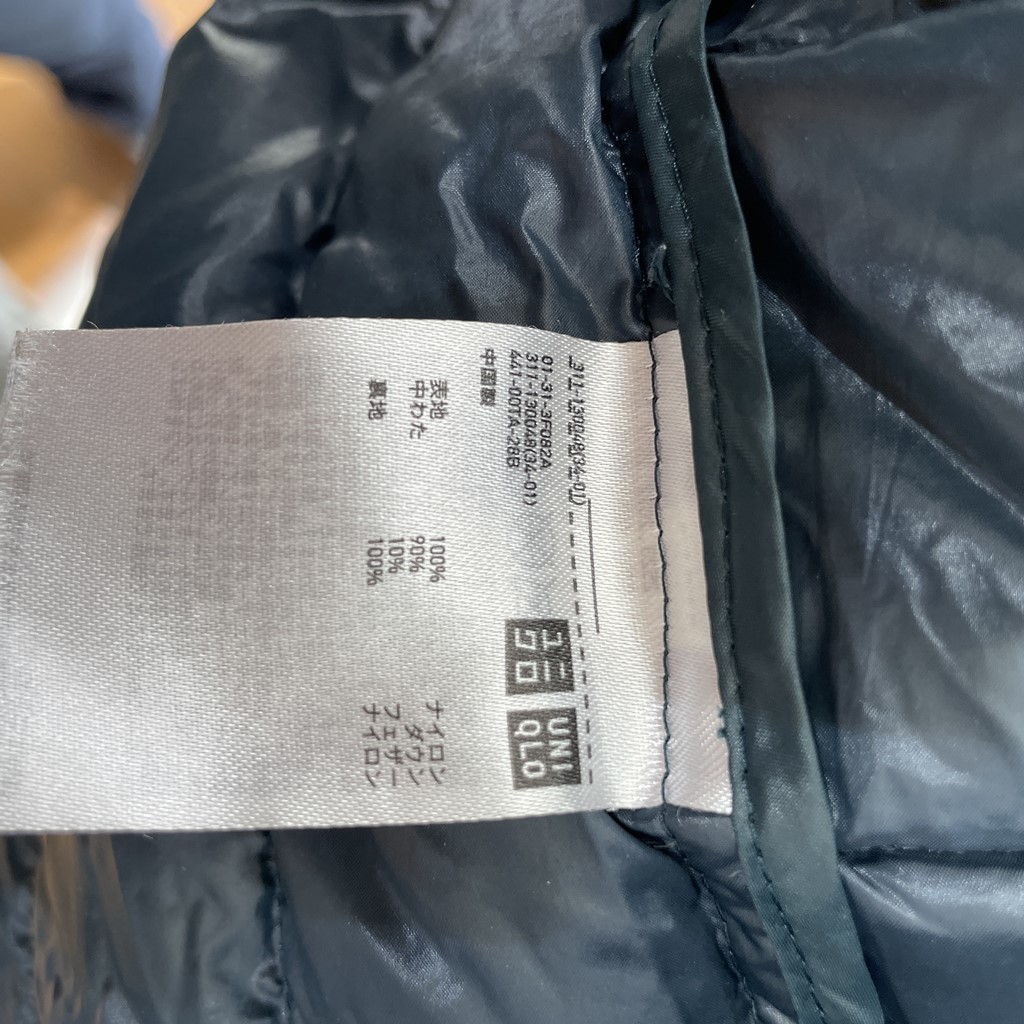 311-130048(34-01)
ユニ
クロ
UNI
QLO
01-31-3F082A
311-130048(34-01)
441-00TA-28B
中国製
表地 100% ナイロン
中わた 90% ダウン
10% フェザー
裏地 100% ナイロン